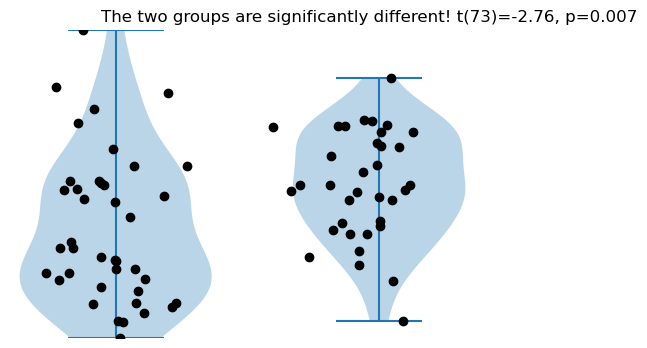 The two groups are significantly different! t(73)=-2.76, p=0.007